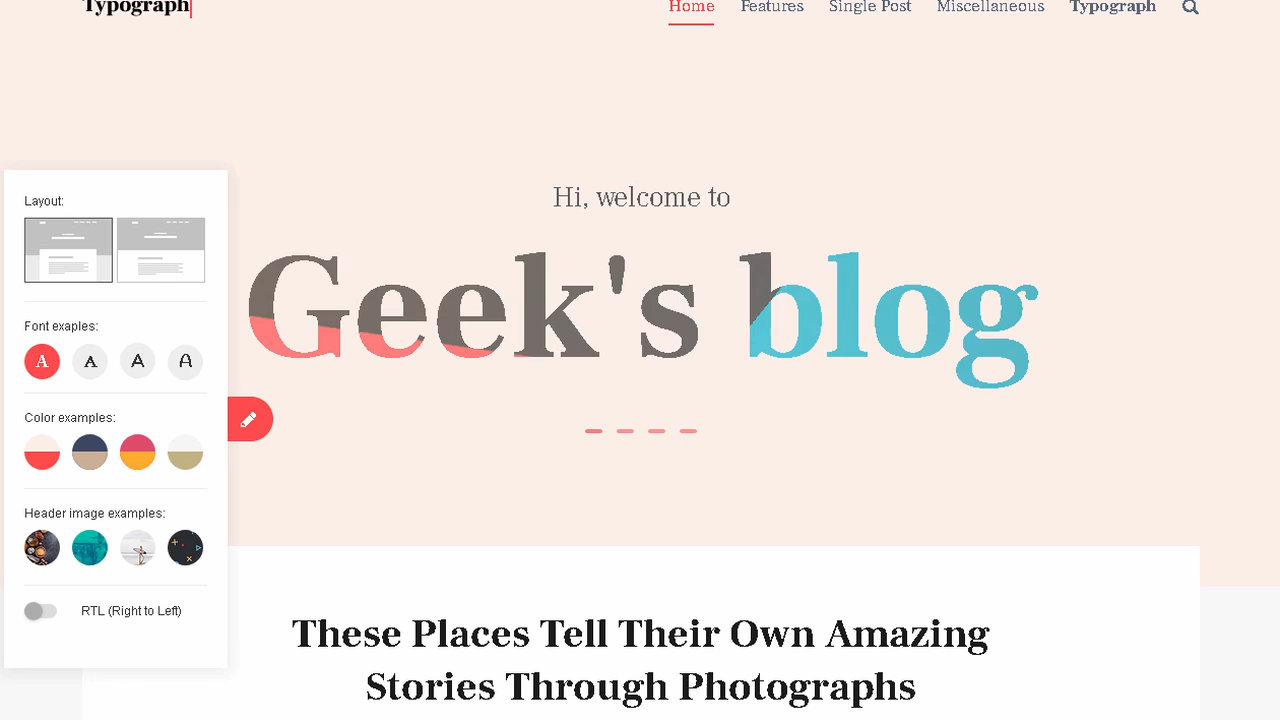 Typograph
Home Features Single Post Miscellaneous Typograph
Layout:
Hi, welcome to
Geek's blog
Font exaples:
A A A A
Color examples:
Header image examples:
RTL (Right to Left)
These Places Tell Their Own Amazing
Stories Through Photographs